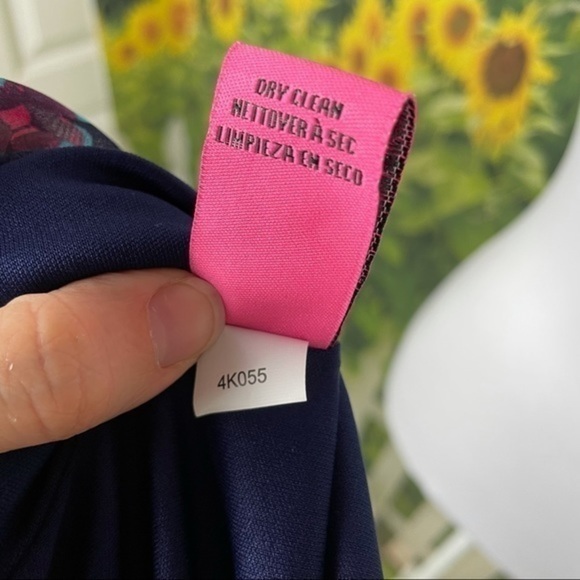 DRY CLEAN
NETTOYER À SEC
LIMPIEZA EN SECO
4K055